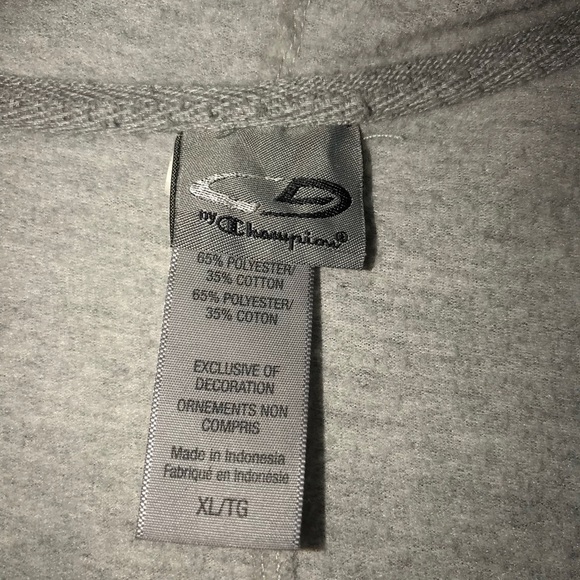 by Champion®
65% POLYESTER/
35% COTTON
65% POLYESTER/
35% COTON
EXCLUSIVE OF
DECORATION
ORNEMENTS NON
COMPRIS
Made in Indonesia
Fabriqué en Indonésie
XL/TG